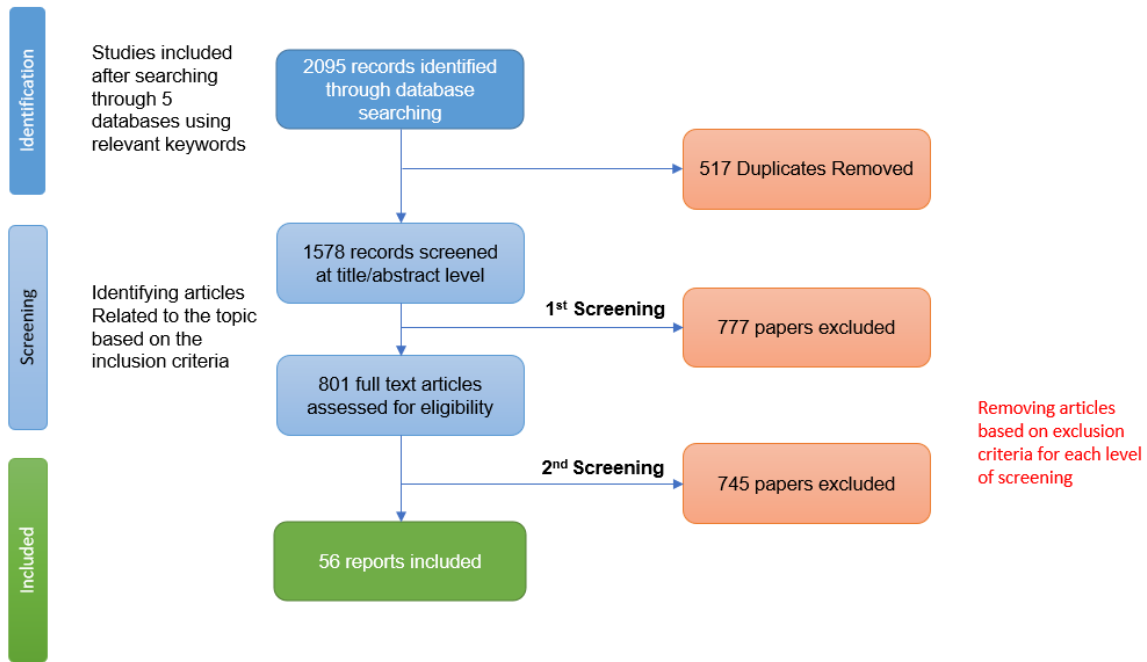 Identification
Studies included
after searching
through 5
databases using
relevant keywords
2095 records identified
through database
searching
517 Duplicates Removed
Screening
1578 records screened
at title/abstract level
Identifying articles
Related to the topic
based on the
inclusion criteria
1st Screening
777 papers excluded
801 full text articles
assessed for eligibility
Removing articles
based on exclusion
criteria for each level
of screening
2nd Screening
745 papers excluded
Included
56 reports included